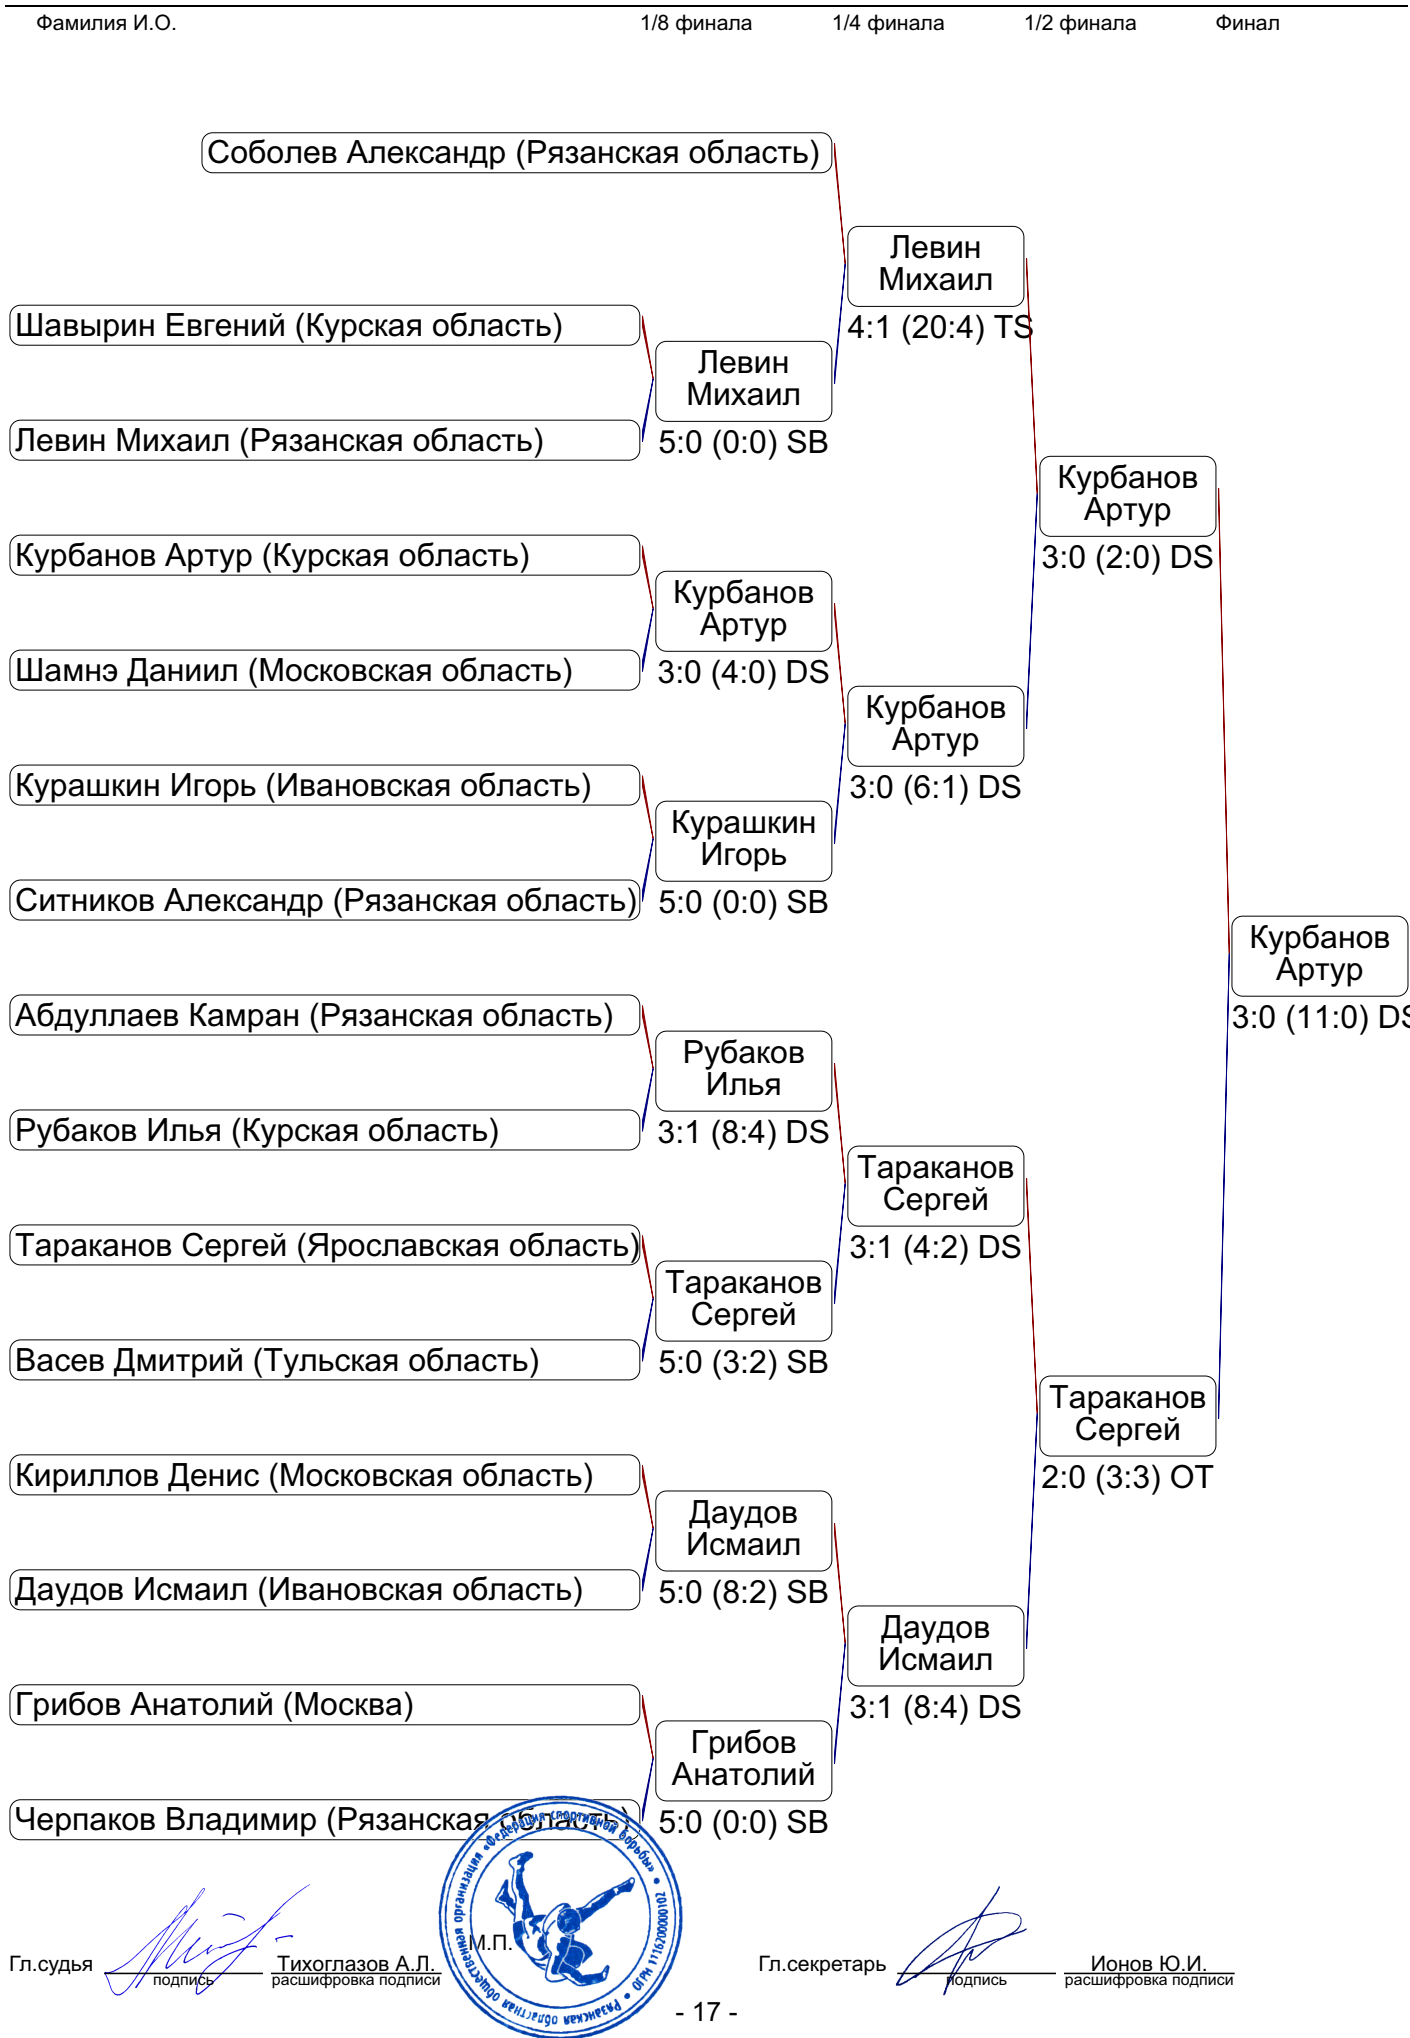 Фамилия И.О. 1/8 финала 1/4 финала 1/2 финала Финал
Соболев Александр (Рязанская область)
Левин
Михаил
4:1 (20:4) TS
Шавырин Евгений (Курская область)
Левин
Михаил
5:0 (0:0) SB
Левин Михаил (Рязанская область)
Курбанов
Артур
3:0 (2:0) DS
Курбанов Артур (Курская область)
Курбанов
Артур
3:0 (4:0) DS
Шамнэ Даниил (Московская область)
Курбанов
Артур
3:0 (6:1) DS
Курашкин Игорь (Ивановская область)
Курашкин
Игорь
5:0 (0:0) SB
Ситников Александр (Рязанская область)
Курбанов
Артур
3:0 (11:0) DS
Абдуллаев Камран (Рязанская область)
Рубаков
Илья
3:1 (8:4) DS
Рубаков Илья (Курская область)
Тараканов
Сергей
3:1 (4:2) DS
Тараканов Сергей (Ярославская область)
Тараканов
Сергей
5:0 (3:2) SB
Васев Дмитрий (Тульская область)
Тараканов
Сергей
2:0 (3:3) OT
Кириллов Денис (Московская область)
Даудов
Исмаил
5:0 (8:2) SB
Даудов Исмаил (Ивановская область)
Даудов
Исмаил
3:1 (8:4) DS
Грибов Анатолий (Москва)
Грибов
Анатолий
5:0 (0:0) SB
Черпаков Владимир (Рязанская область)
Рязанская областная общественная организация «Федерация спортивной борьбы» • ОГРН 1116200000102
М.П.
Гл.судья Тихоглазов А.Л. Гл.секретарь Ионов Ю.И.
подпись расшифровка подписи подпись расшифровка подписи
- 17 -